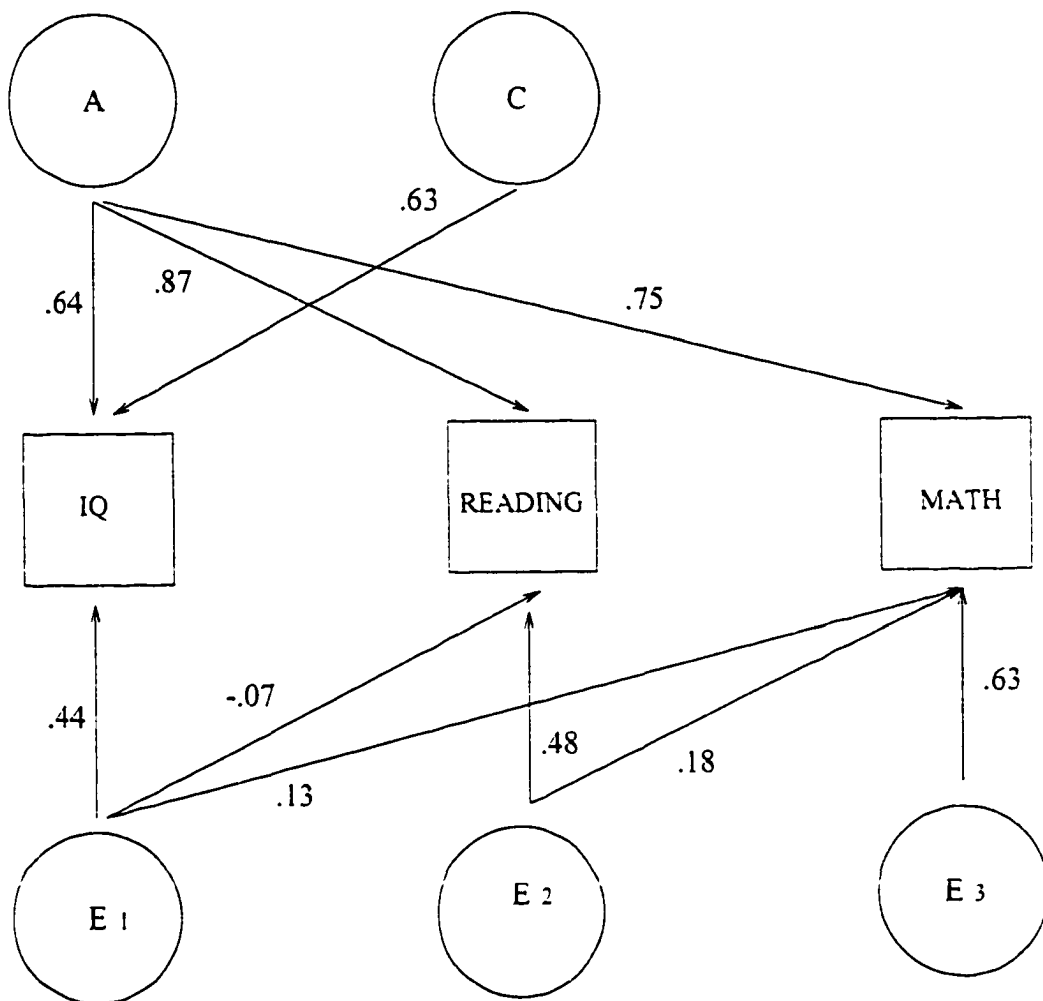 A
C
.63
.87
.64
.75
IQ
READING
MATH
-.07
.63
.44
.48
.18
.13
E 1
E 2
E 3